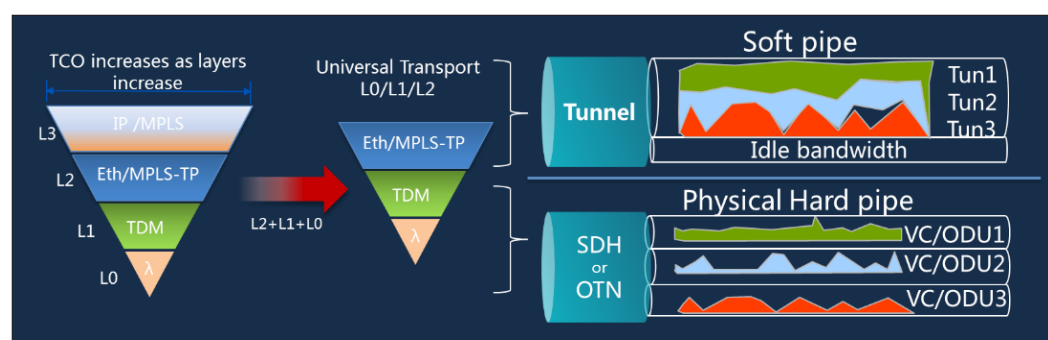 TCO increases as layers
increase
L3
IP /MPLS
L2
Eth/MPLS-TP
L1
TDM
L0
λ
L2+L1+L0
Universal Transport
L0/L1/L2
Eth/MPLS-TP
TDM
λ
Soft pipe
Tunnel
Tun1
Tun2
Tun3
Idle bandwidth
Physical Hard pipe
SDH
or
OTN
VC/ODU1
VC/ODU2
VC/ODU3